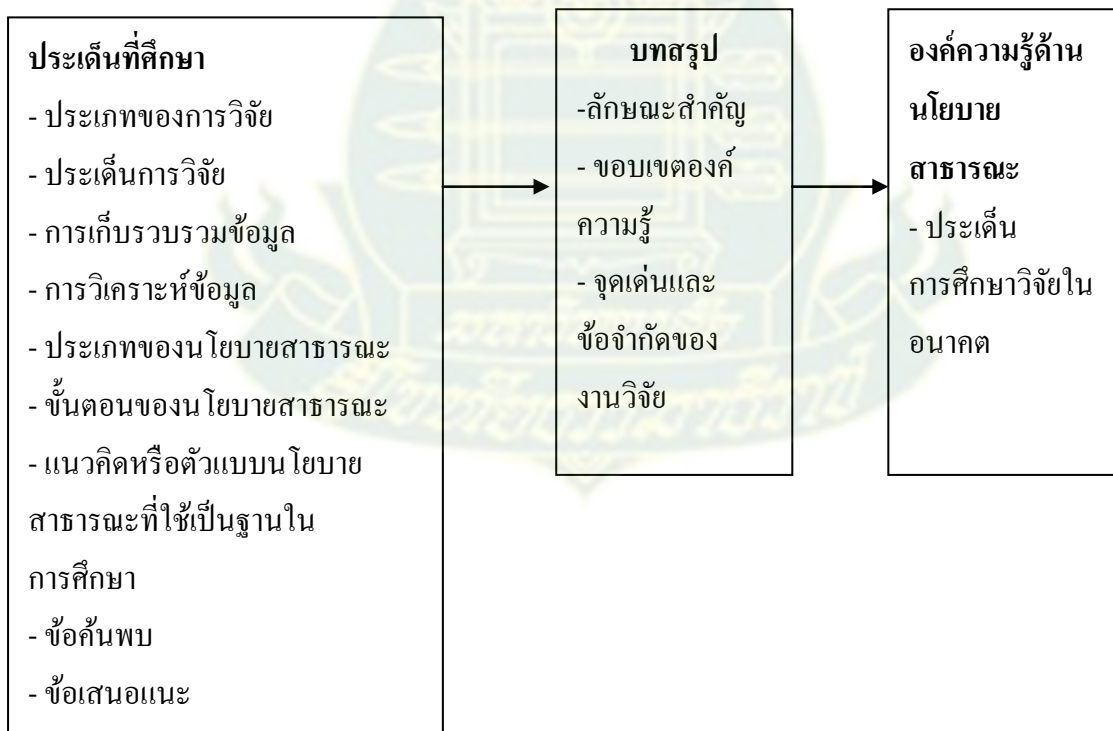 ประเด็นที่ศึกษา
- ประเภทของการวิจัย
- ประเด็นการวิจัย
- การเก็บรวบรวมข้อมูล
- การวิเคราะห์ข้อมูล
- ประเภทของนโยบายสาธารณะ
- ขั้นตอนของนโยบายสาธารณะ
- แนวคิดหรือตัวแบบนโยบาย
สาธารณะที่ใช้เป็นฐานใน
การศึกษา
- ข้อค้นพบ
- ข้อเสนอแนะ
บทสรุป
-ลักษณะสำคัญ
- ขอบเขตองค์
ความรู้
- จุดเด่นและ
ข้อจำกัดของ
งานวิจัย
องค์ความรู้ด้าน
นโยบาย
สาธารณะ
- ประเด็น
การศึกษาวิจัยใน
อนาคต